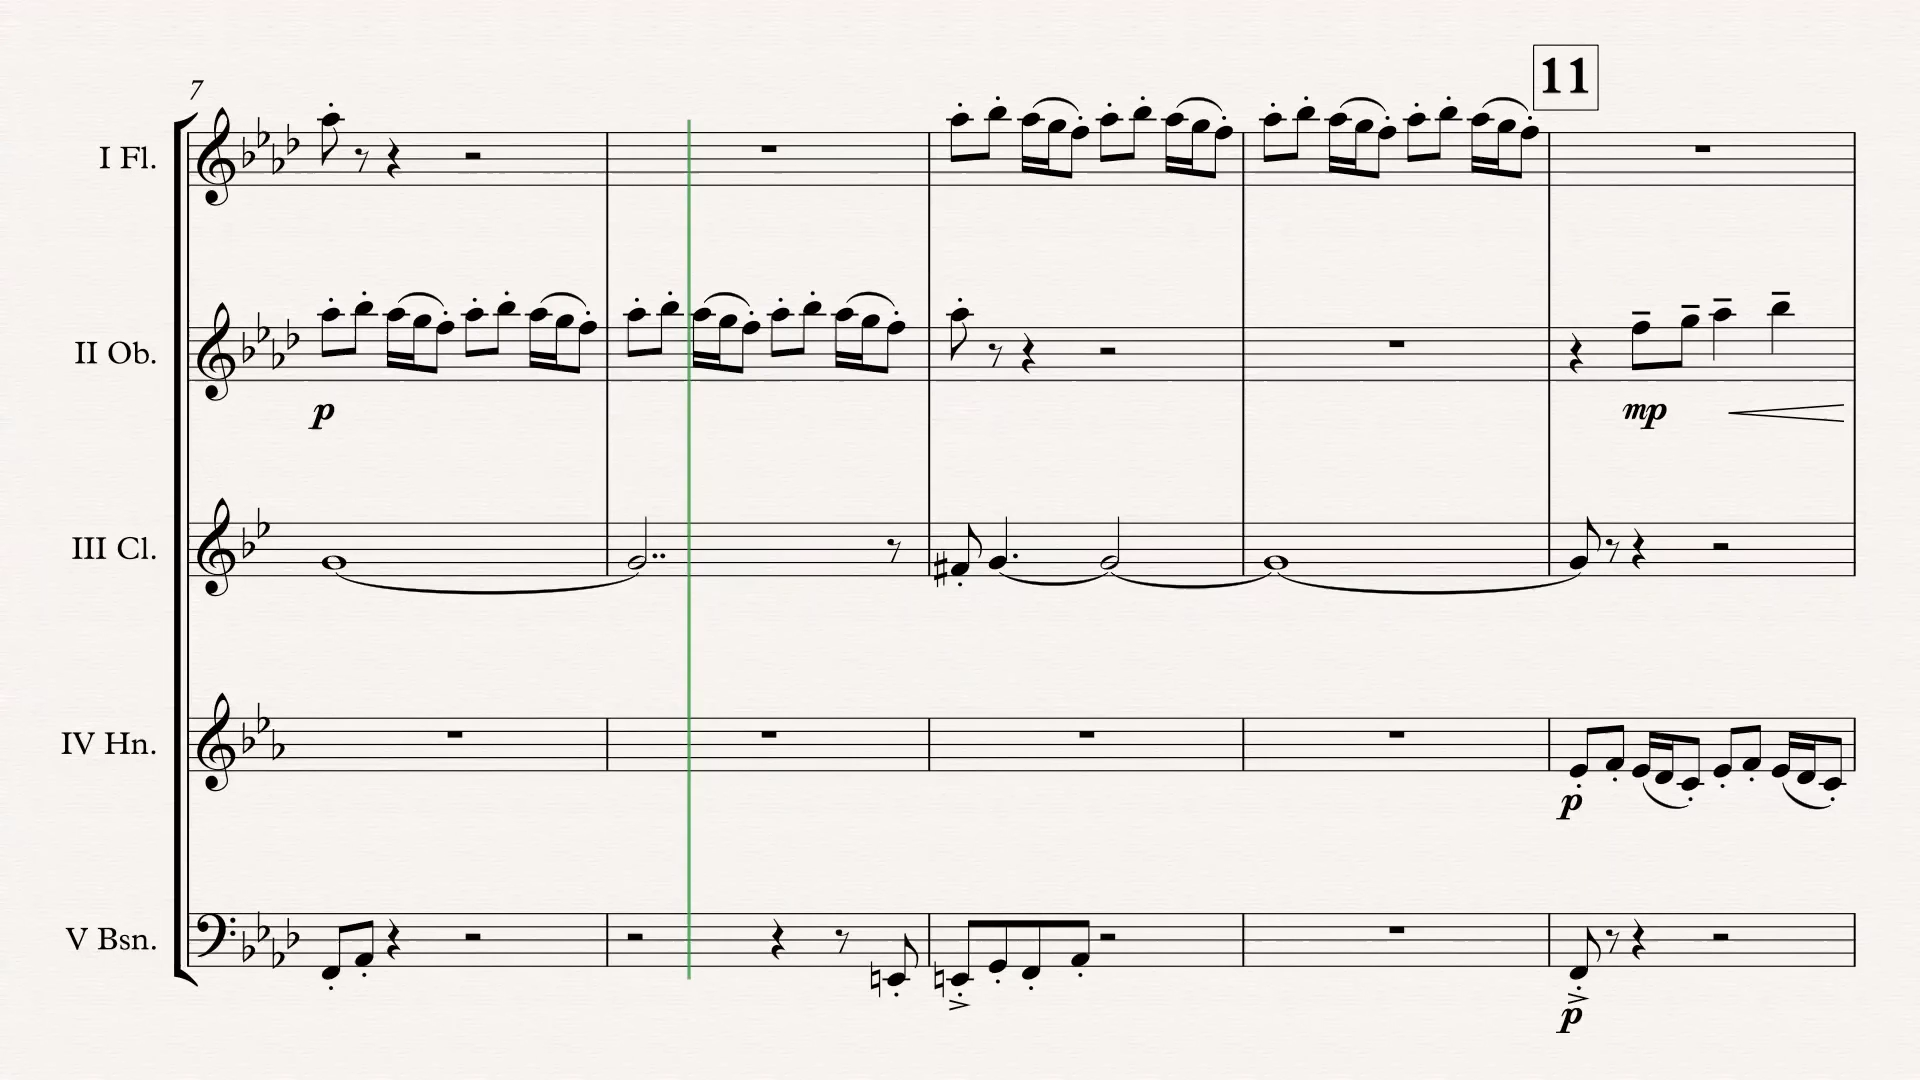 11
7
I Fl.
II Ob.
p
mp
III Cl.
IV Hn.
p
V Bsn.
p